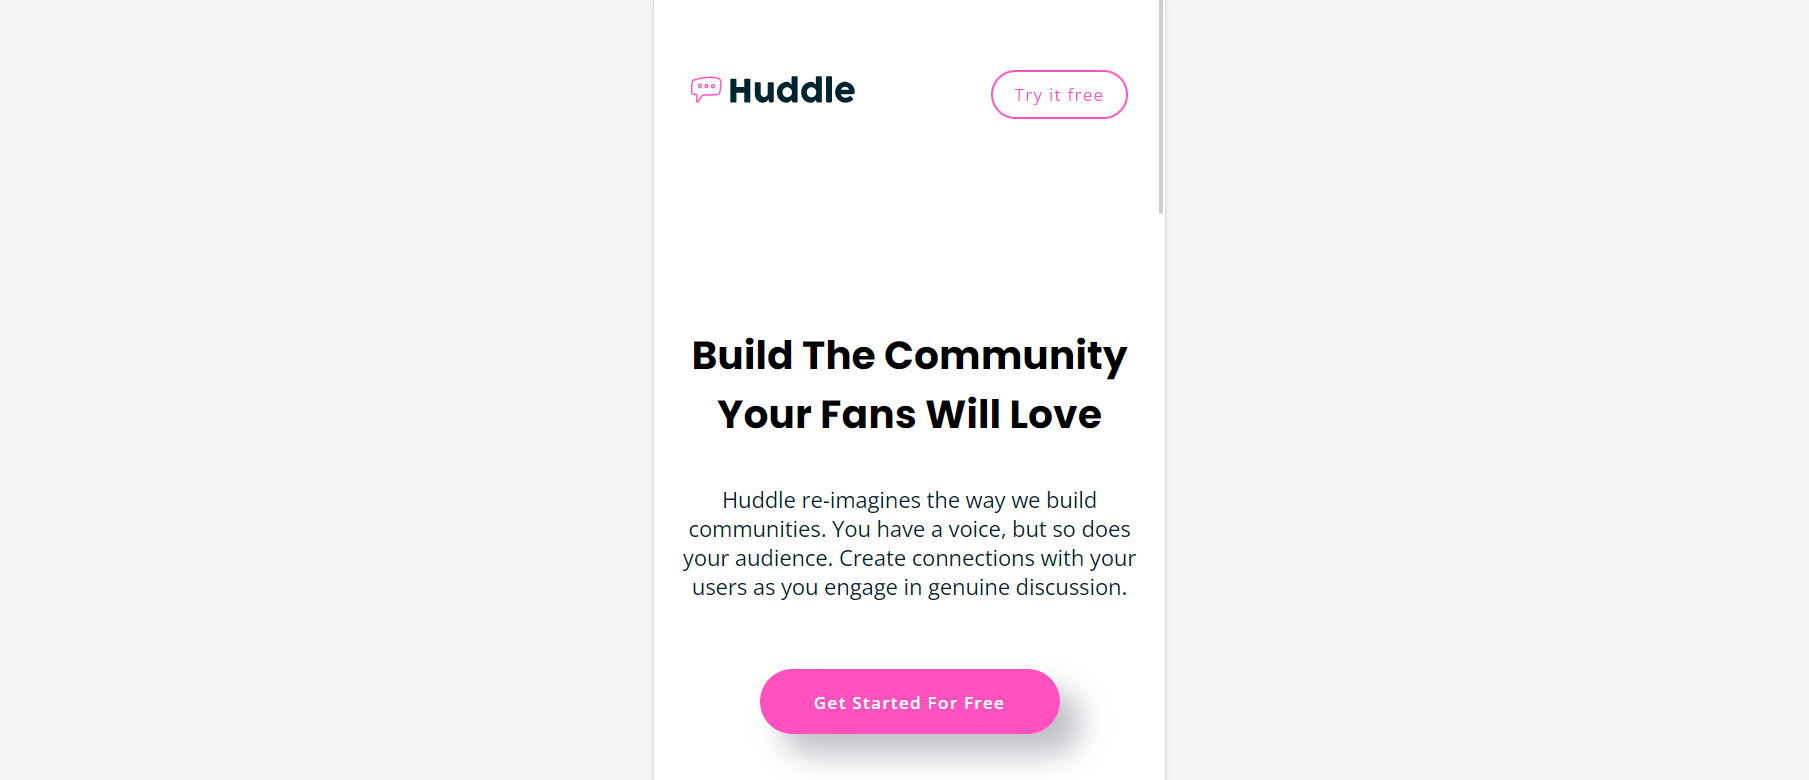 Huddle
Try it free
Build The Community
Your Fans Will Love
Huddle re-imagines the way we build
communities. You have a voice, but so does
your audience. Create connections with your
users as you engage in genuine discussion.
Get Started For Free